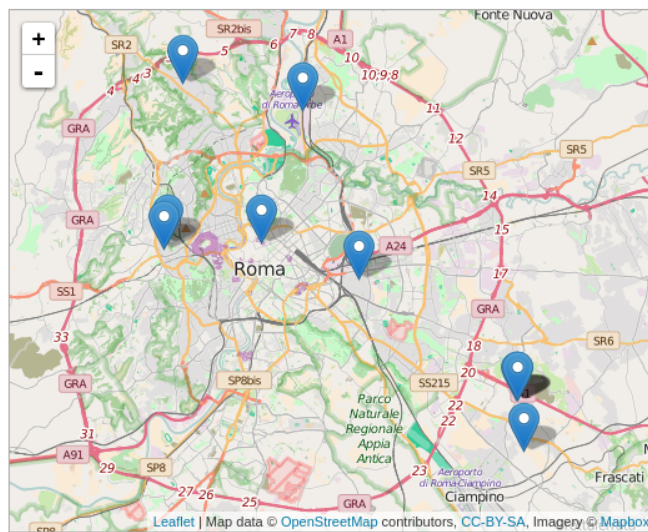 Fonte Nuova
+
-
SR2
SR2bis
5
6
7
8
A1
4
4
3
10
10;9;8
Aeroporto
di Roma-Urbe
11
12
GRA
SR5
SR5
14
15
GRA
A24
Roma
17
SS1
GRA
33
18
SR6
20
GRA
SP8bis
SS215
22
22
Parco
Naturale
Regionale
Appia
Antica
31
A91
29
SP8
23
Aeroporto
di Roma-Ciampino
Ciampino
Frascati
27
26
25
GRA
SP8
Leaflet | Map data © OpenStreetMap contributors, CC-BY-SA, Imagery © Mapbox